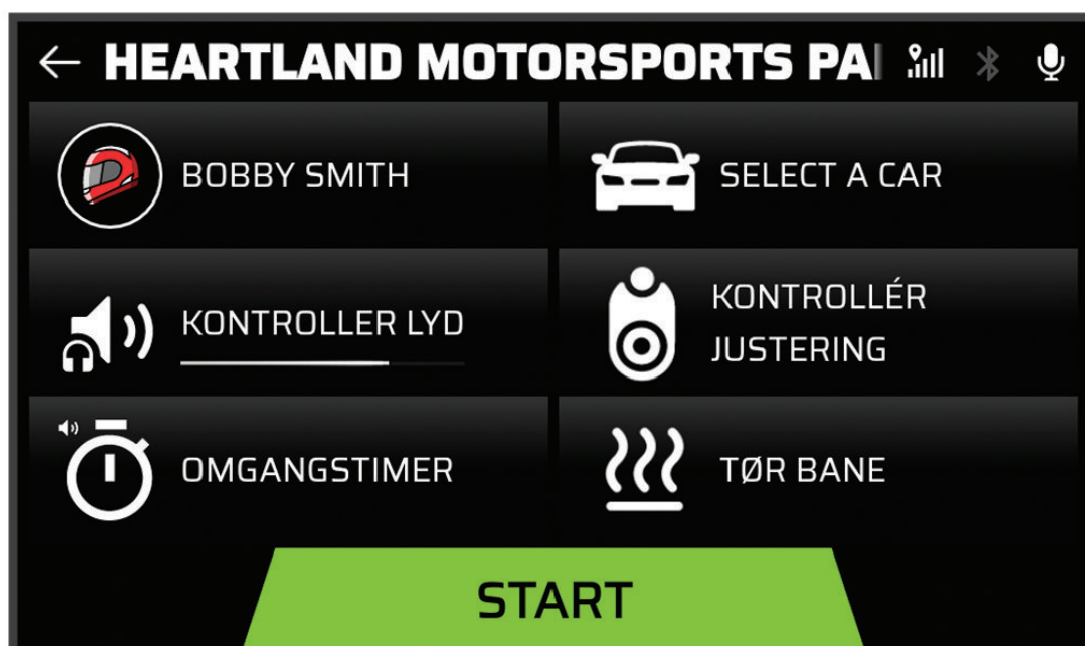 HEARTLAND MOTORSPORTS PA
BOBBY SMITH
SELECT A CAR
KONTROLLER LYD
KONTROLLÉR
JUSTERING
OMGANGSTIMER
TØR BANE
START